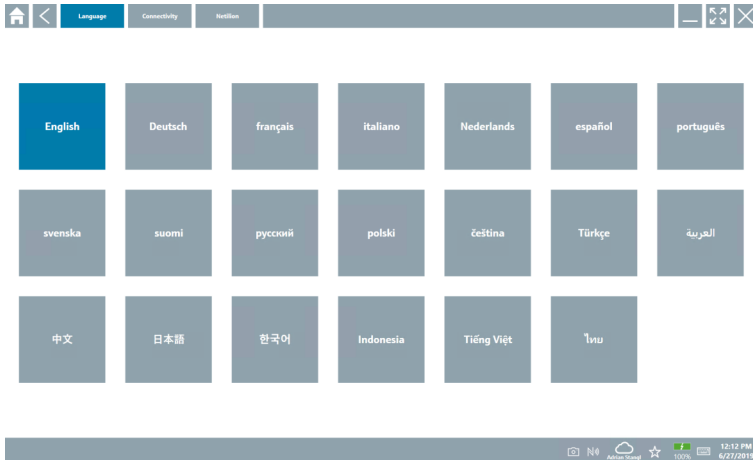 Language Connectivity Netilion
English Deutsch français italiano Nederlands español português
svenska suomi русский polski čeština Türkçe العربية
中文 日本語 한국어 Indonesia Tiếng Việt ไทย
12:12 PM
Adrian Stanal 100% 6/27/2019